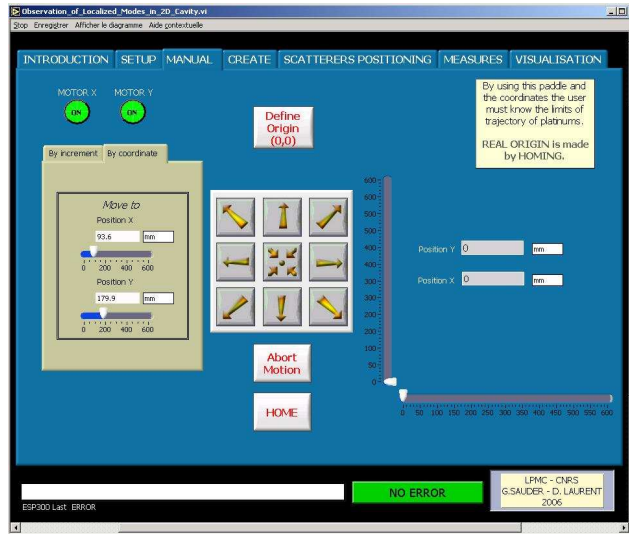 Observation_of_Localized_Modes_in_2D_Cavity.vi
Stop Enregistrer Afficher le diagramme Aide contextuelle
INTRODUCTION SETUP MANUAL CREATE SCATTERERS POSITIONING MEASURES VISUALISATION
MOTOR X MOTOR Y
ON ON
Define
Origin
(0,0)
By using this paddle and
the coordinates the user
must know the limits of
trajectory of platinums.
REAL ORIGIN is made
by HOMING.
By increment By coordinate
Move to
Position X
93.6 mm
0 200 400 600
Position Y
179.9 mm
0 200 400 600
Abort
Motion
HOME
600
550
500
450
400
350
300
250
200
150
100
50
0
Position Y 0 mm
Position X 0 mm
0 50 100 150 200 250 300 350 400 450 500 550 600
NO ERROR
ESP300 Last ERROR
LPMC - CNRS
G.SAUDER - D. LAURENT
2006